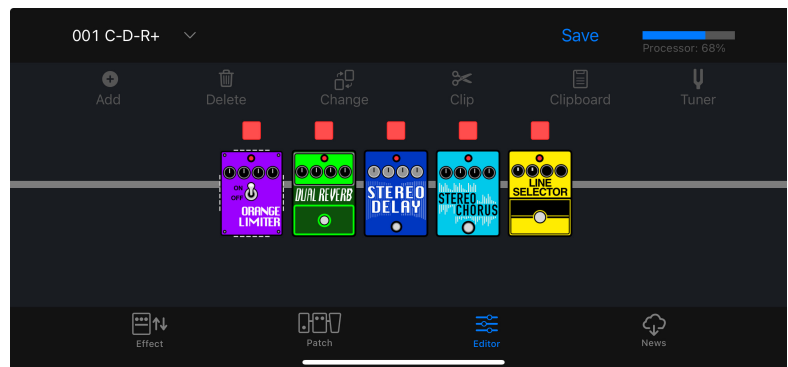 001 C-D-R+
Save
Processor: 68%
Add
Delete
Change
Clip
Clipboard
Tuner
ON
OFF
ORANGE
LIMITER
DUAL REVERB
STEREO
DELAY
STEREO
CHORUS
LINE
SELECTOR
Effect
Patch
Editor
News